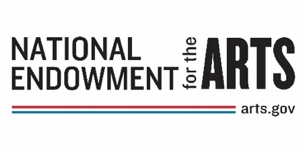 NATIONAL
ENDOWMENT
for the
ARTS
arts.gov